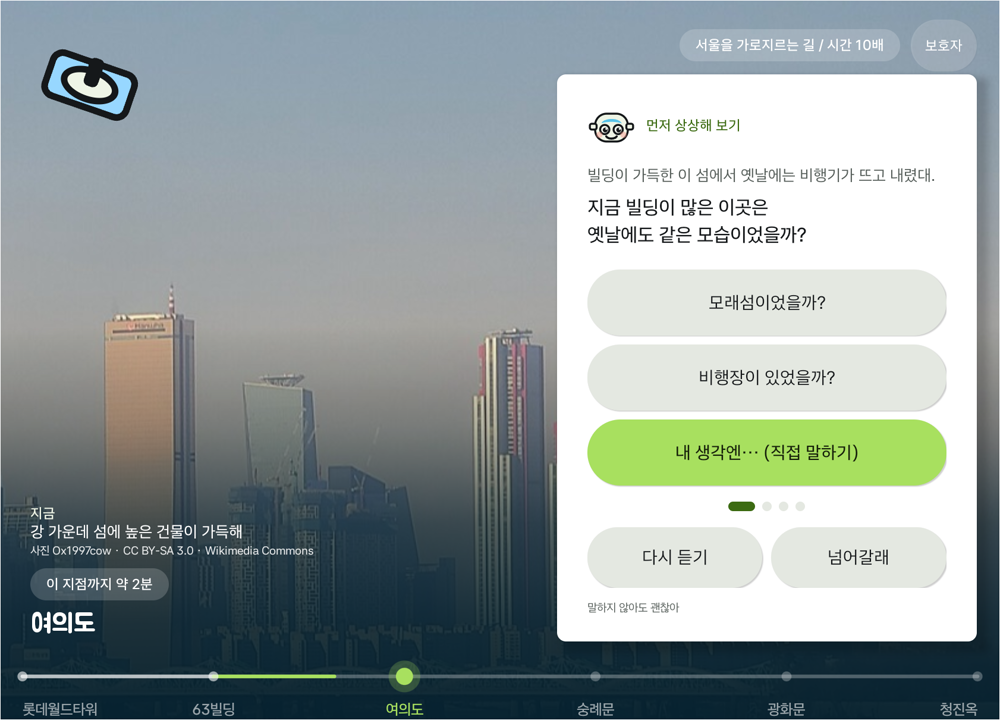 서울을 가로지르는 길 / 시간 10배
보호자
먼저 상상해 보기
빌딩이 가득한 이 섬에서 옛날에는 비행기가 뜨고 내렸대.
지금 빌딩이 많은 이곳은
옛날에도 같은 모습이었을까?
모래섬이었을까?
비행장이 있었을까?
내 생각엔… (직접 말하기)
다시 듣기
넘어갈래
말하지 않아도 괜찮아
지금
강 가운데 섬에 높은 건물이 가득해
사진 Ox1997cow · CC BY-SA 3.0 · Wikimedia Commons
이 지점까지 약 2분
여의도
롯데월드타워
63빌딩
여의도
숭례문
광화문
청진옥